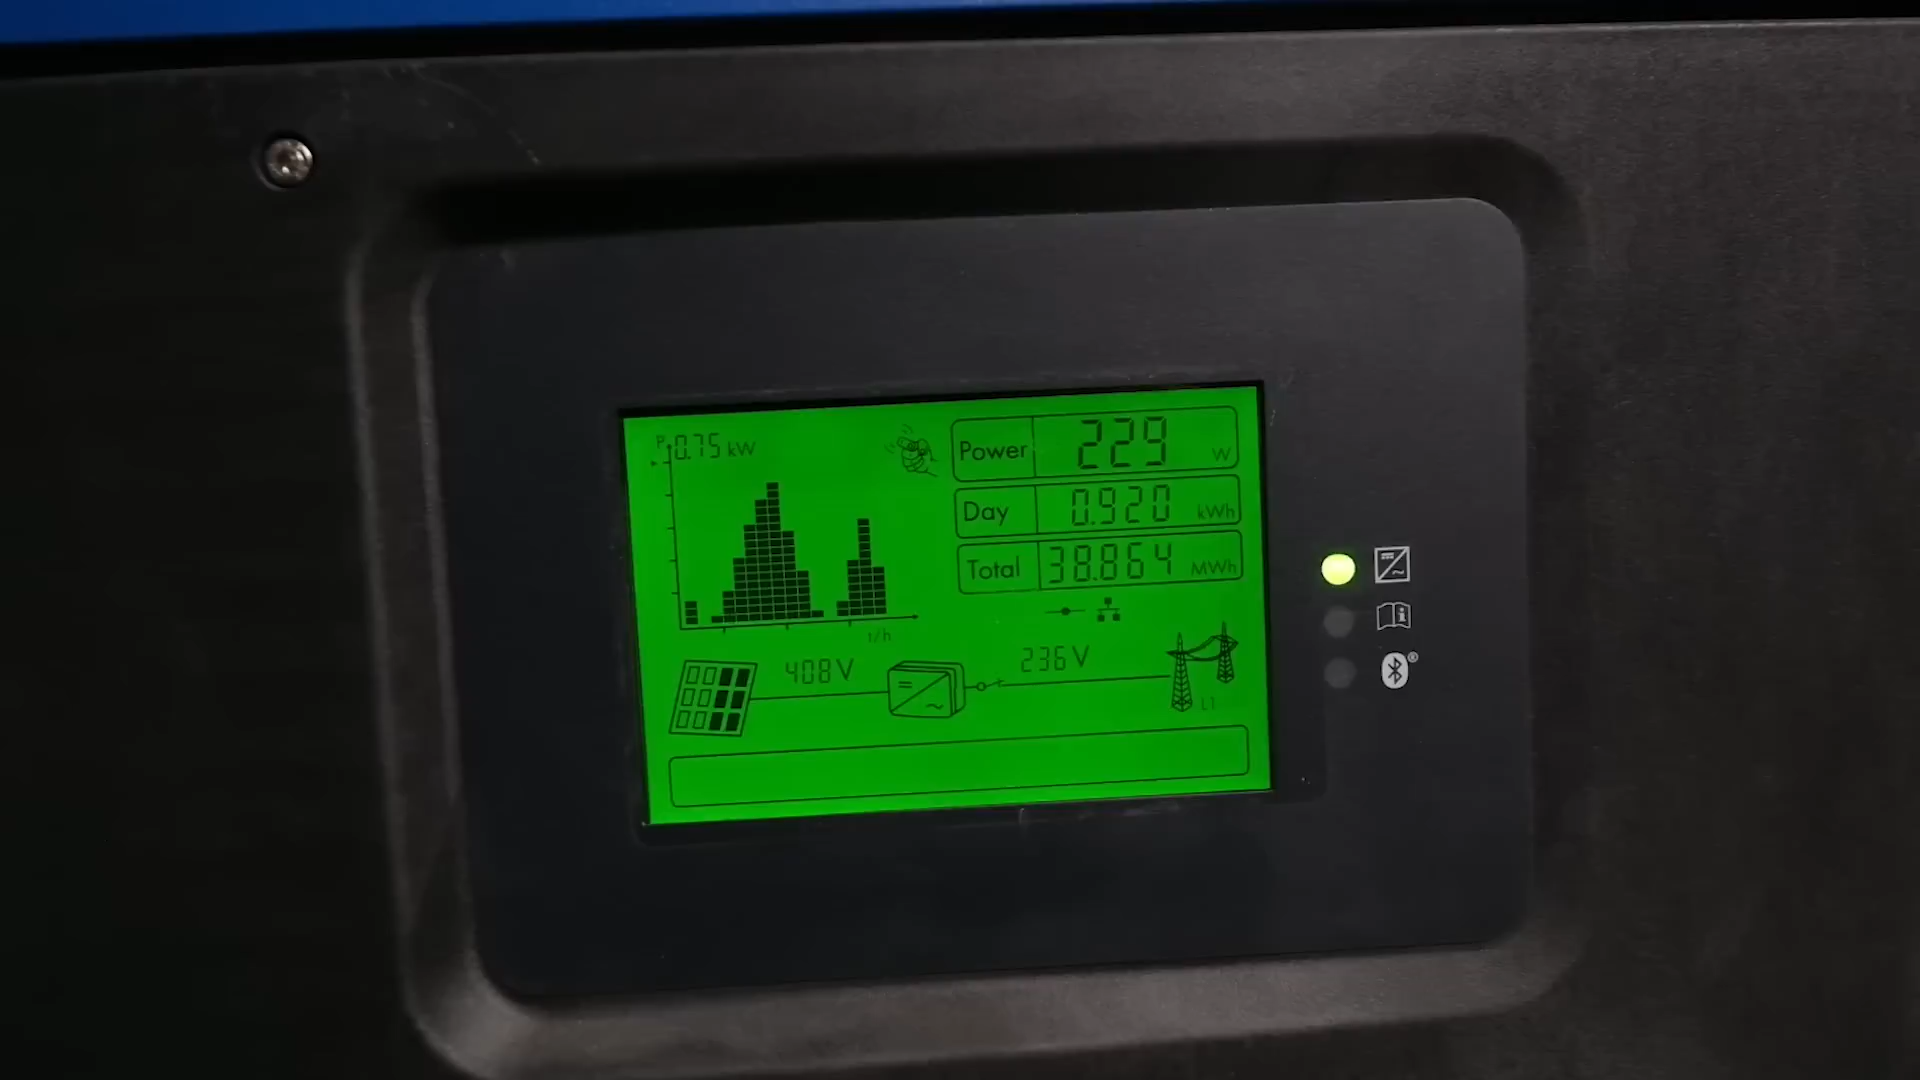 P 0.75 kW
Power 229 W
Day 0.920 kWh
Total 38.864 MWh
t/h
408 V
236 V
L1